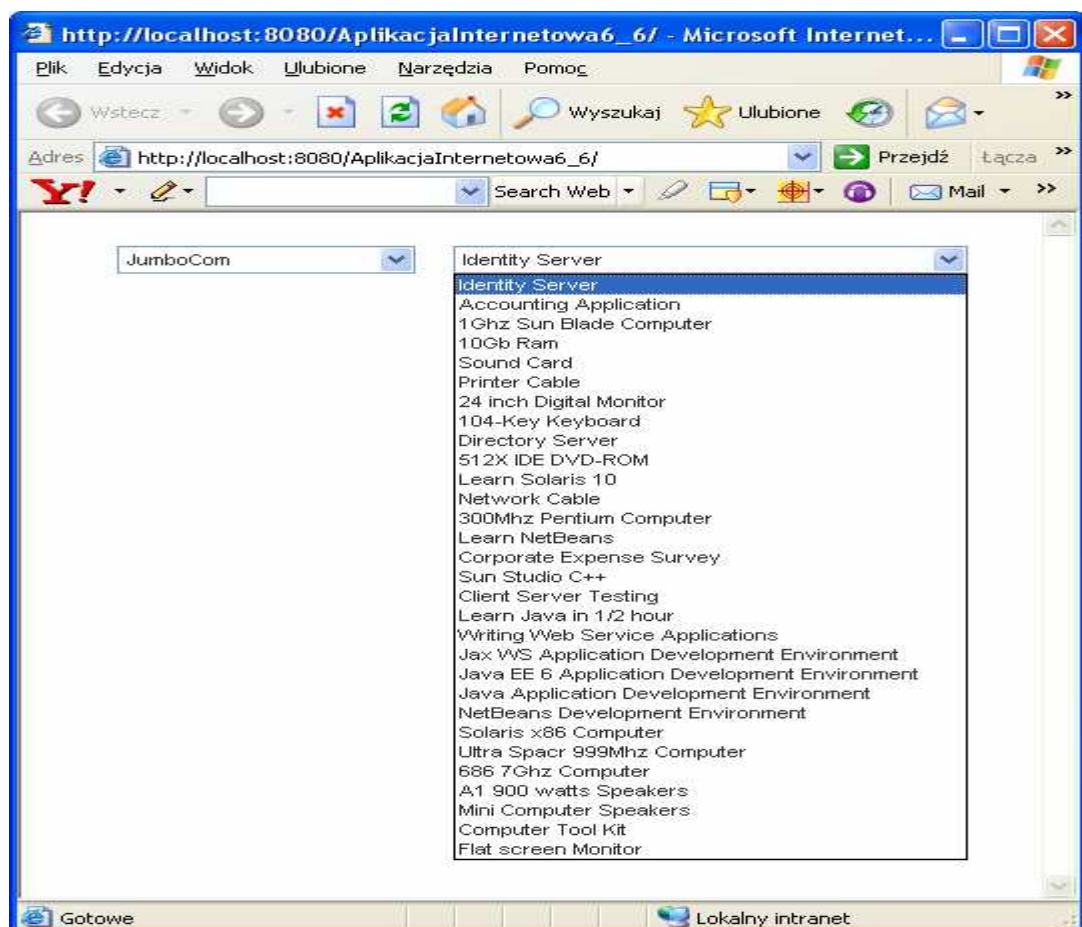 http://localhost:8080/AplikacjaInternetowa6_6/ - Microsoft Internet...
Plik Edycja Widok Ulubione Narzędzia Pomoc
Wstecz Wyszukaj Ulubione »
Adres http://localhost:8080/AplikacjaInternetowa6_6/ Przejdź Łącza »
Y! Search Web Mail »
JumboCom Identity Server
Identity Server
Accounting Application
1Ghz Sun Blade Computer
10Gb Ram
Sound Card
Printer Cable
24 inch Digital Monitor
104-Key Keyboard
Directory Server
512X IDE DVD-ROM
Learn Solaris 10
Network Cable
300Mhz Pentium Computer
Learn NetBeans
Corporate Expense Survey
Sun Studio C++
Client Server Testing
Learn Java in 1/2 hour
Writing Web Service Applications
Jax WS Application Development Environment
Java EE 6 Application Development Environment
Java Application Development Environment
NetBeans Development Environment
Solaris x86 Computer
Ultra Spacr 999Mhz Computer
686 7Ghz Computer
A1 900 watts Speakers
Mini Computer Speakers
Computer Tool Kit
Flat screen Monitor
Gotowe Lokalny intranet